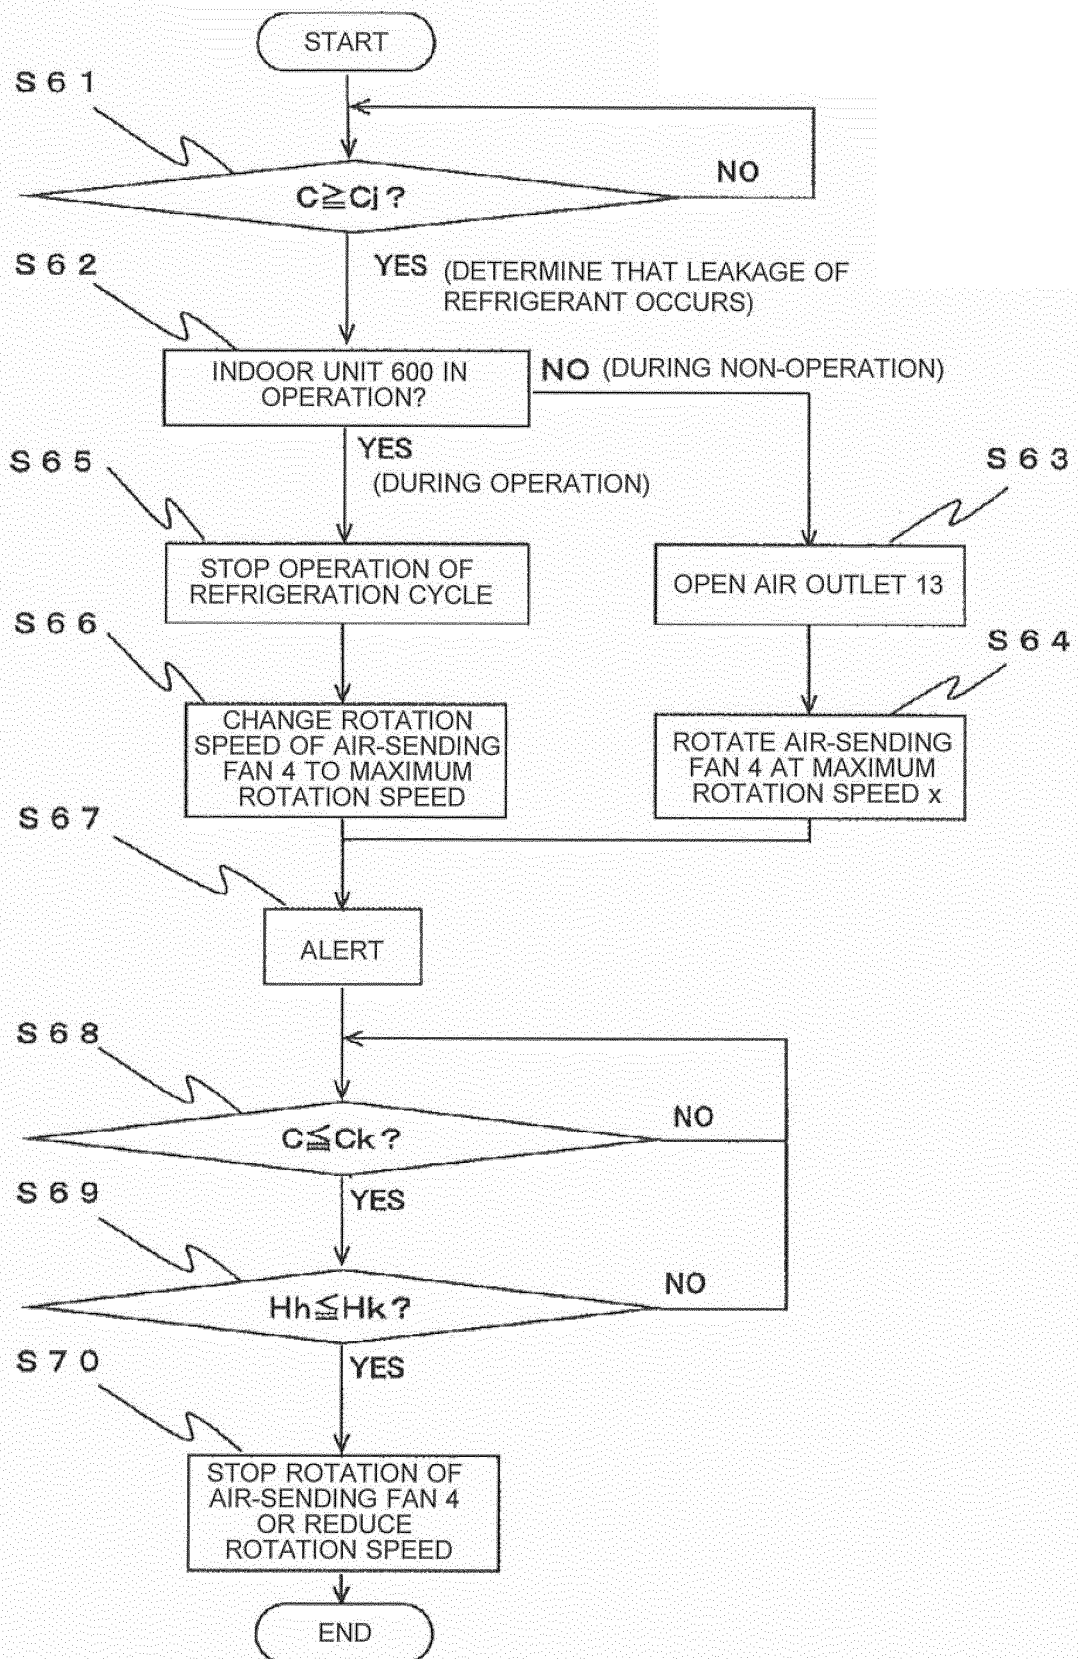 START
S61
C≧Cj?
NO
S62
YES (DETERMINE THAT LEAKAGE OF
REFRIGERANT OCCURS)
INDOOR UNIT 600 IN
OPERATION?
NO (DURING NON-OPERATION)
YES
(DURING OPERATION)
S65
S63
STOP OPERATION OF
REFRIGERATION CYCLE
OPEN AIR OUTLET 13
S66
S64
CHANGE ROTATION
SPEED OF AIR-SENDING
FAN 4 TO MAXIMUM
ROTATION SPEED
ROTATE AIR-SENDING
FAN 4 AT MAXIMUM
ROTATION SPEED x
S67
ALERT
S68
C≦Ck?
NO
YES
S69
Hh≦Hk?
NO
YES
S70
STOP ROTATION OF
AIR-SENDING FAN 4
OR REDUCE
ROTATION SPEED
END